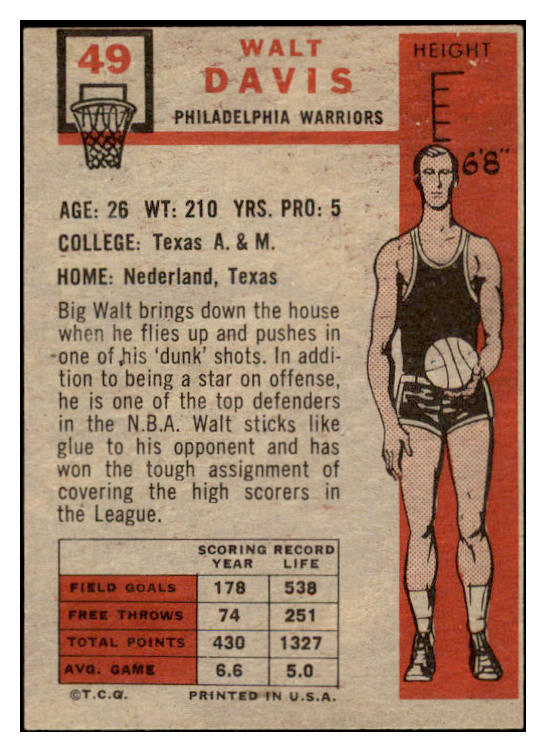 49
WALT
DAVIS
PHILADELPHIA WARRIORS
HEIGHT
6'8"
AGE: 26 WT: 210 YRS. PRO: 5
COLLEGE: Texas A. & M.
HOME: Nederland, Texas
Big Walt brings down the house
when he flies up and pushes in
one of his 'dunk' shots. In addi-
tion to being a star on offense,
he is one of the top defenders
in the N.B.A. Walt sticks like
glue to his opponent and has
won the tough assignment of
covering the high scorers in
the League.
SCORING RECORD
YEAR LIFE
FIELD GOALS 178 538
FREE THROWS 74 251
TOTAL POINTS 430 1327
AVG. GAME 6.6 5.0
©T.C.G. PRINTED IN U.S.A.